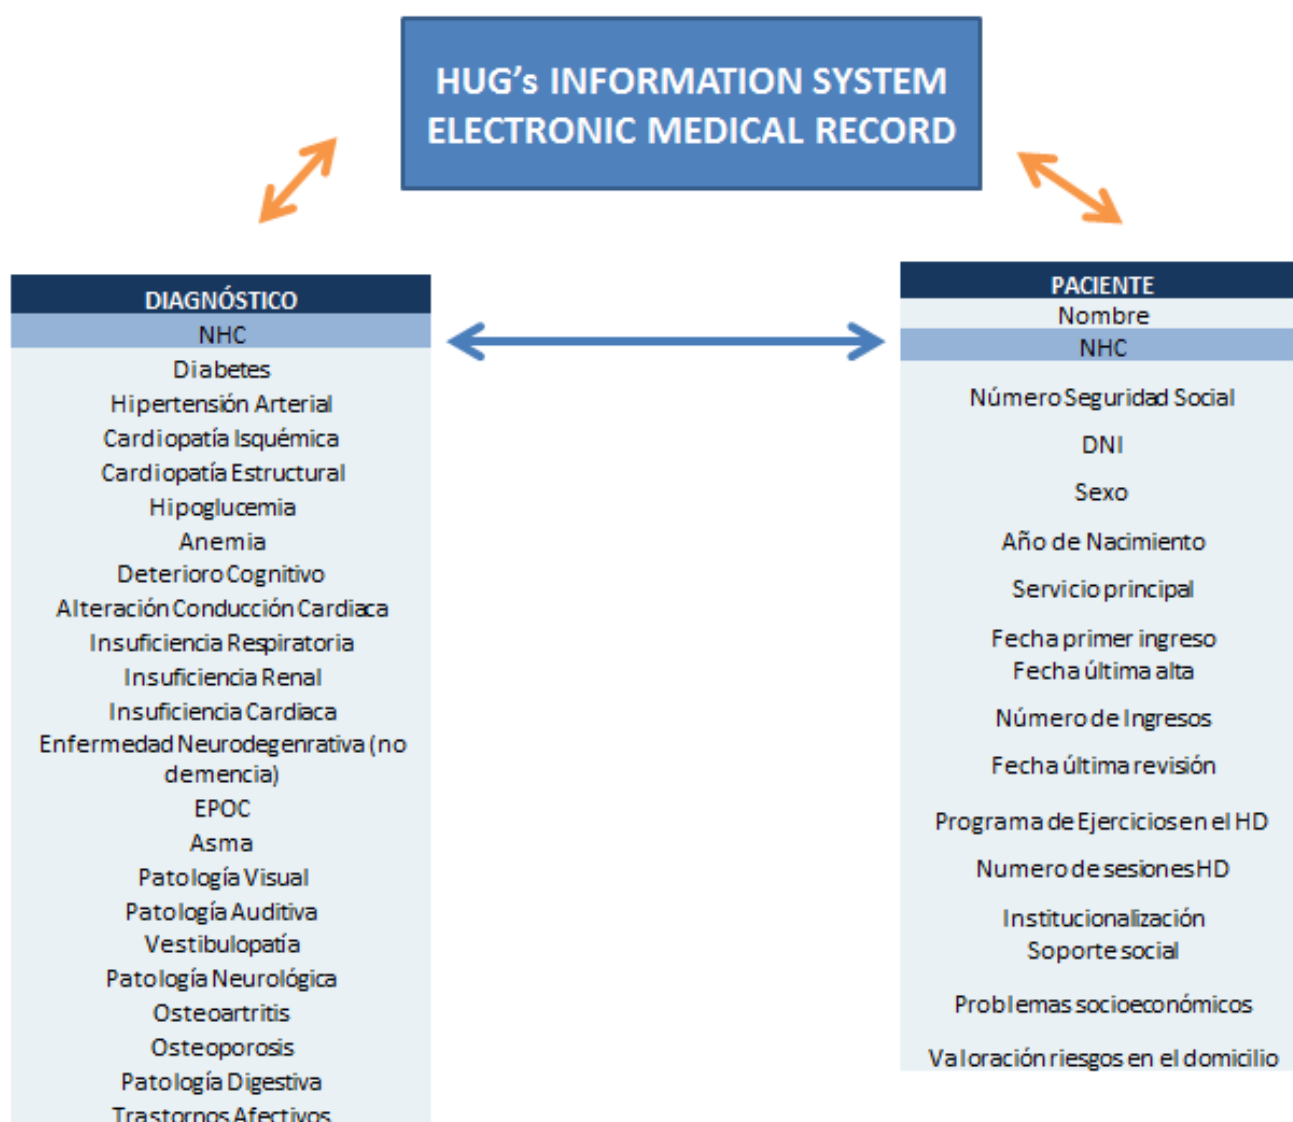 HUG's INFORMATION SYSTEM
ELECTRONIC MEDICAL RECORD
DIAGNÓSTICO
NHC
Diabetes
Hipertensión Arterial
Cardiopatía Isquémica
Cardiopatía Estructural
Hipoglucemia
Anemia
Deterioro Cognitivo
Alteración Conducción Cardiaca
Insuficiencia Respiratoria
Insuficiencia Renal
Insuficiencia Cardiaca
Enfermedad Neurodegenrativa (no
demencia)
EPOC
Asma
Patología Visual
Patología Auditiva
Vestibulopatía
Patología Neurológica
Osteoartritis
Osteoporosis
Patología Digestiva
Trastornos Afectivos
PACIENTE
Nombre
NHC
Número Seguridad Social
DNI
Sexo
Año de Nacimiento
Servicio principal
Fecha primer ingreso
Fecha última alta
Número de Ingresos
Fecha última revisión
Programa de Ejercicios en el HD
Numero de sesiones HD
Institucionalización
Soporte social
Problemas socioeconómicos
Valoración riesgos en el domicilio